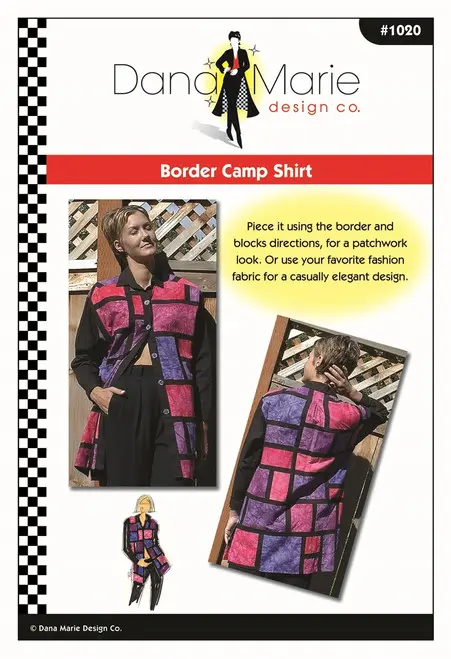 #1020
Dana Marie
design co.
Border Camp Shirt
Piece it using the border and
blocks directions, for a patchwork
look. Or use your favorite fashion
fabric for a casually elegant design.
© Dana Marie Design Co.